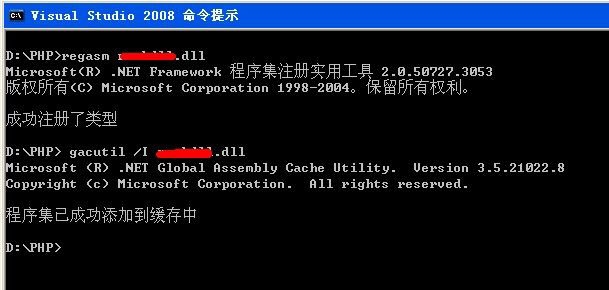 Visual Studio 2008 命令提示
D:\PHP>regasm .dll
Microsoft(R) .NET Framework 程序集注册实用工具 2.0.50727.3053
版权所有(C) Microsoft Corporation 1998-2004。保留所有权利。
成功注册了类型
D:\PHP> gacutil /I .dll
Microsoft (R) .NET Global Assembly Cache Utility.  Version 3.5.21022.8
Copyright (c) Microsoft Corporation.  All rights reserved.
程序集已成功添加到缓存中
D:\PHP>